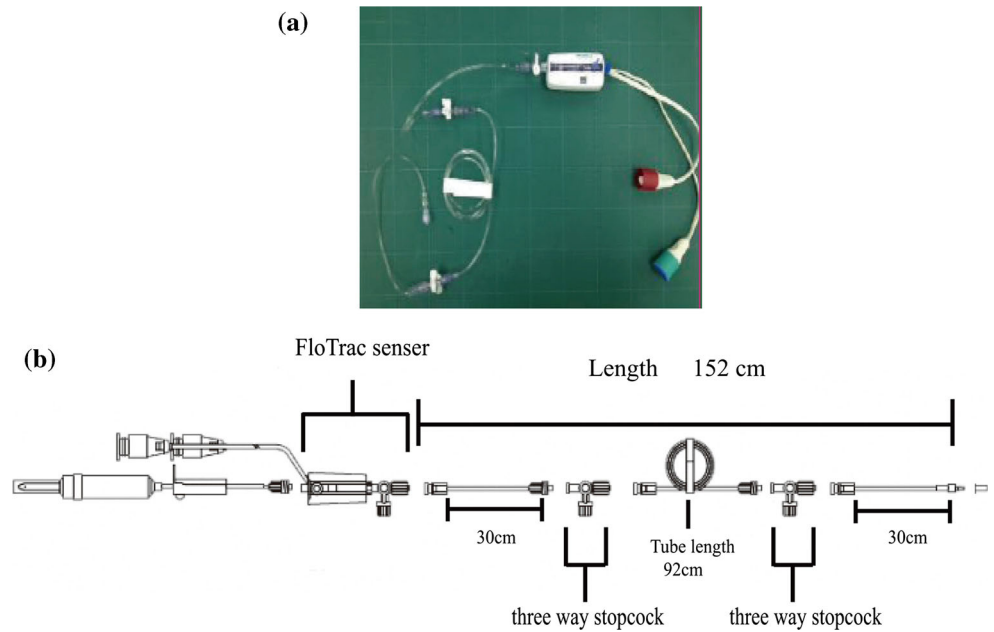 (a)
(b)
FloTrac senser
Length 152 cm
30cm
Tube length
92cm
30cm
three way stopcock
three way stopcock